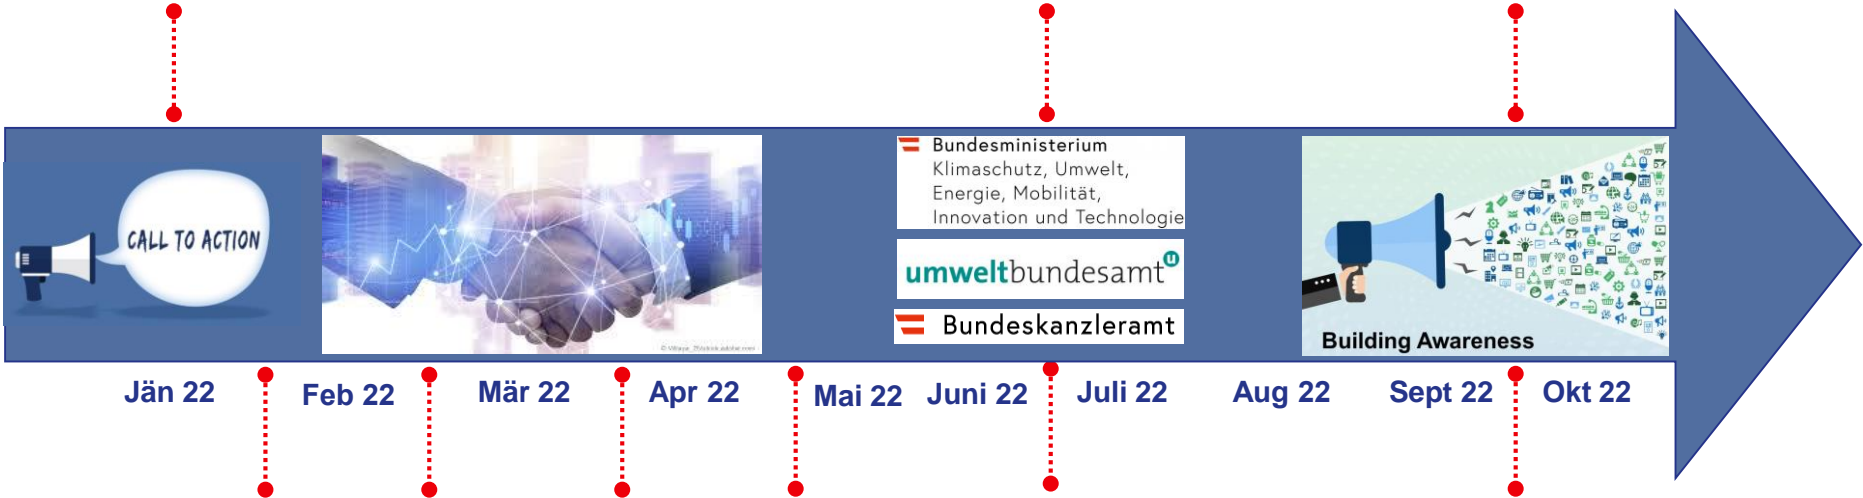 CALL TO ACTION
Bundesministerium
Klimaschutz, Umwelt,
Energie, Mobilität,
Innovation und Technologie
umweltbundesamt
Bundeskanzleramt
Building Awareness
Jän 22
Feb 22
Mär 22
Apr 22
Mai 22
Juni 22
Juli 22
Aug 22
Sept 22
Okt 22